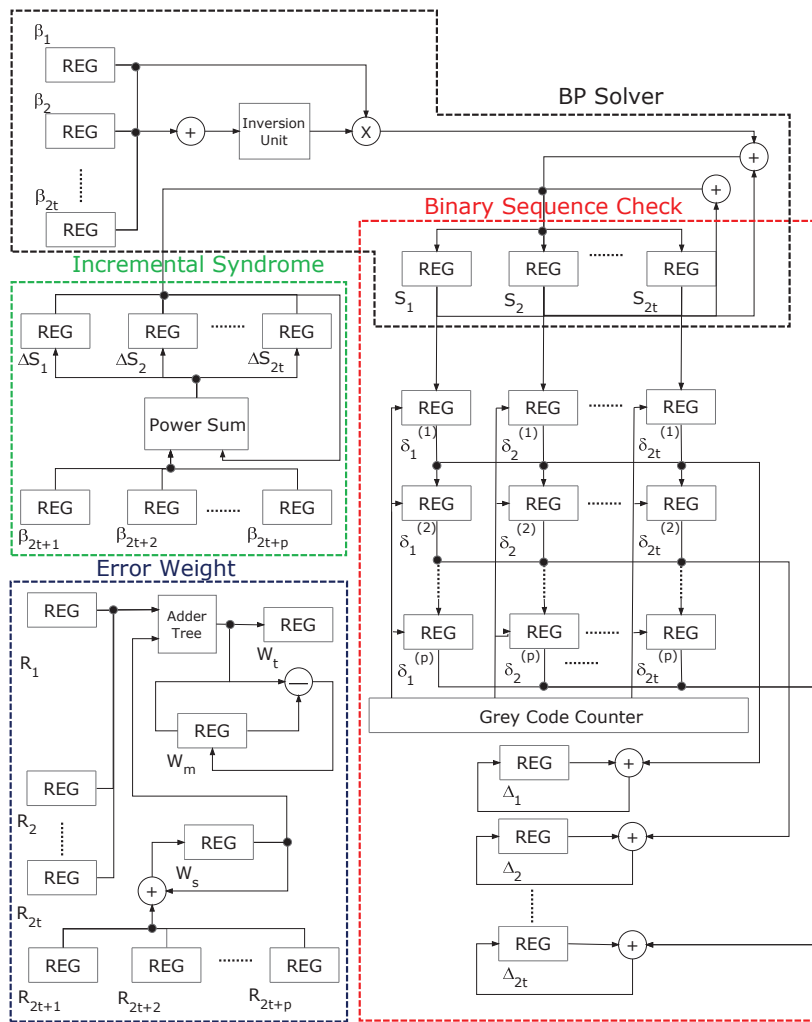 β1
REG
β2
REG
........
β2t
REG
+
Inversion
Unit
X
BP Solver
+
+
Binary Sequence Check
REG REG ........ REG
S1 S2 S2t
Incremental Syndrome
REG REG ........ REG
ΔS1 ΔS2 ΔS2t
Power Sum
REG REG ........ REG
β2t+1 β2t+2 β2t+p
REG REG ........ REG
δ1(1) δ2(1) δ2t(1)
REG REG ........ REG
δ1(2) δ2(2) δ2t(2)
REG REG ........ REG
δ1(p) δ2(p) ........ δ2t(p)
Grey Code Counter
REG +
Δ1
REG +
Δ2
........
REG +
Δ2t
Error Weight
REG
R1
Adder
Tree
REG
Wt
—
REG
Wm
REG
R2
........
REG
R2t
REG
Ws
+
REG REG ........ REG
R2t+1 R2t+2 R2t+p